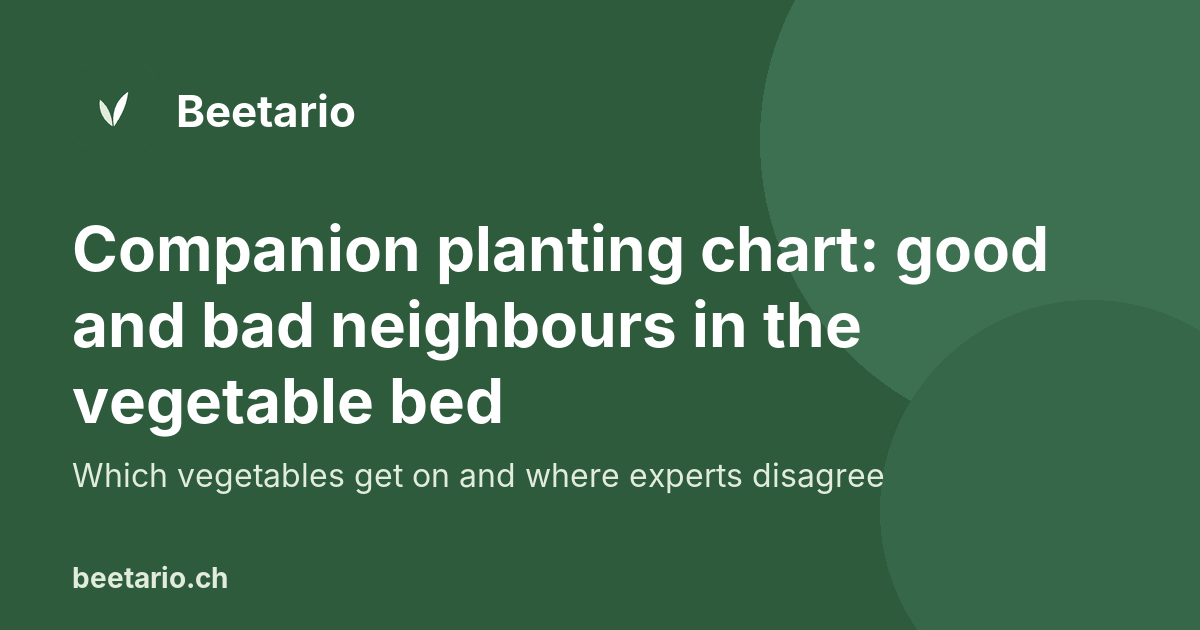 Beetario
Companion planting chart: good
and bad neighbours in the
vegetable bed
Which vegetables get on and where experts disagree
beetario.ch